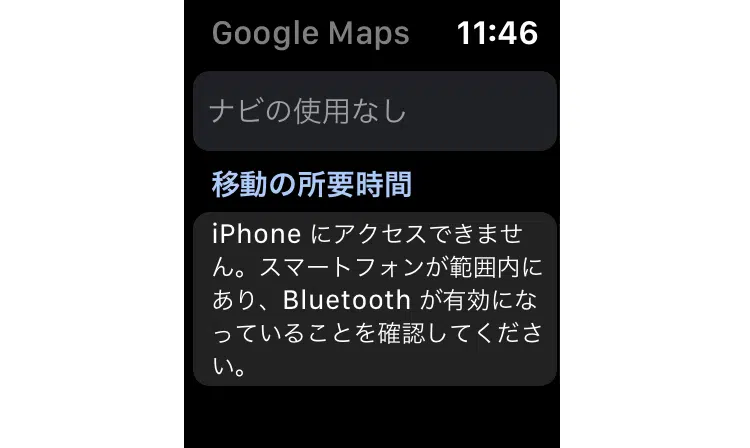 Google Maps 11:46
ナビの使用なし
移動の所要時間
iPhone にアクセスできませ
ん。スマートフォンが範囲内に
あり、Bluetooth が有効にな
っていることを確認してくださ
い。